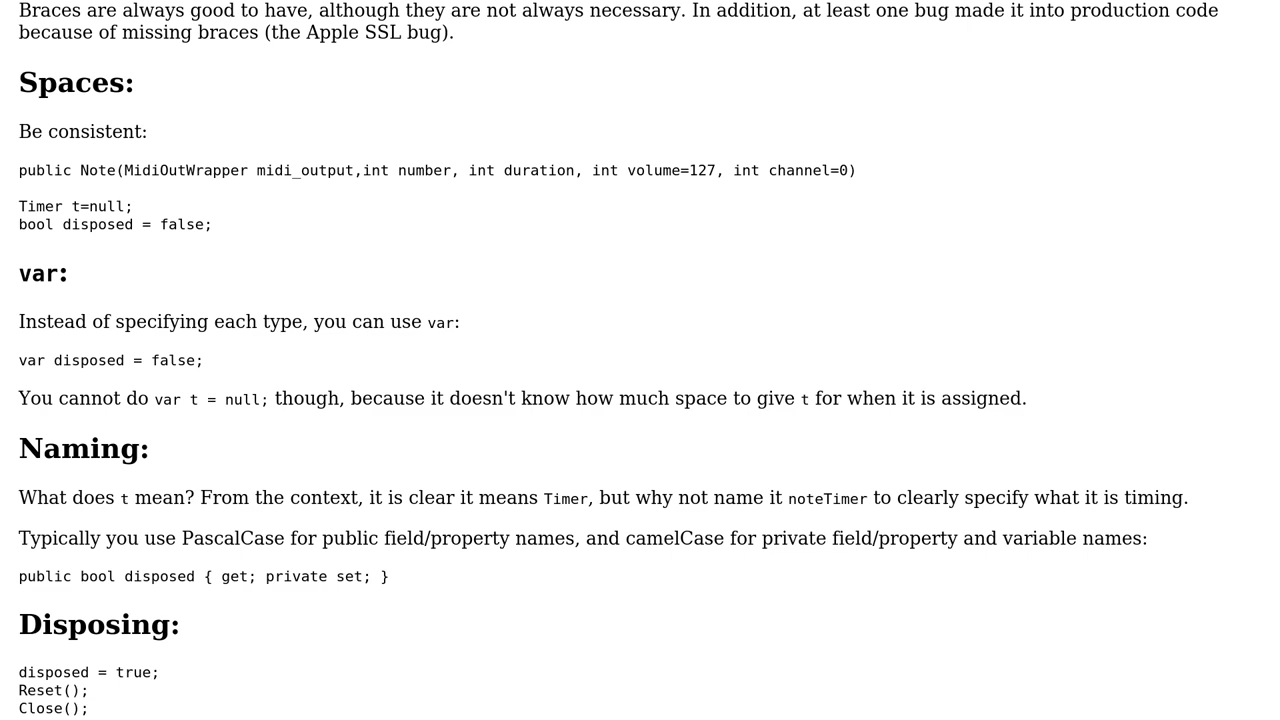 Braces are always good to have, although they are not always necessary. In addition, at least one bug made it into production code
because of missing braces (the Apple SSL bug).
Spaces:
Be consistent:
public Note(MidiOutWrapper midi_output,int number, int duration, int volume=127, int channel=0)
Timer t=null;
bool disposed = false;
var:
Instead of specifying each type, you can use var:
var disposed = false;
You cannot do var t = null; though, because it doesn't know how much space to give t for when it is assigned.
Naming:
What does t mean? From the context, it is clear it means Timer, but why not name it noteTimer to clearly specify what it is timing.
Typically you use PascalCase for public field/property names, and camelCase for private field/property and variable names:
public bool disposed { get; private set; }
Disposing:
disposed = true;
Reset();
Close();